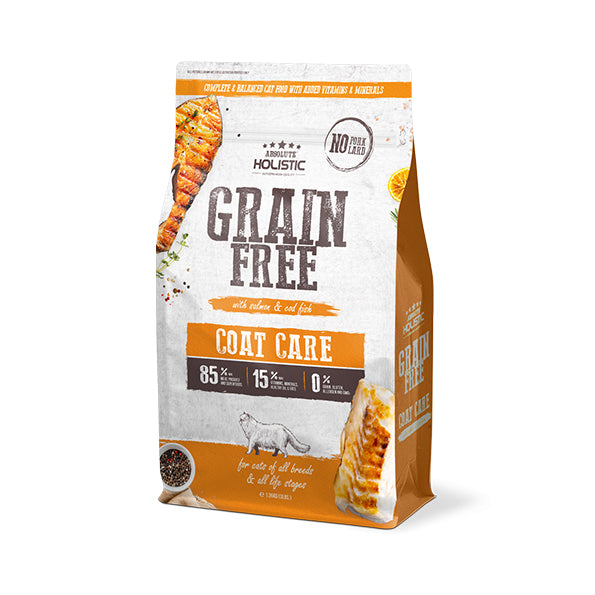 COMPLETE & BALANCED CAT FOOD WITH ADDED VITAMINS & MINERALS
NO PORK
LARD
ABSOLUTE
HOLISTIC
GRAIN
FREE
with salmon & cod fish
COAT CARE
85%
15%
VITAMINS, MINERALS,
0%
for cats of all breeds
& all life stages
ABSOLUTE
HOLISTIC
GRAIN
FREE
COAT CARE